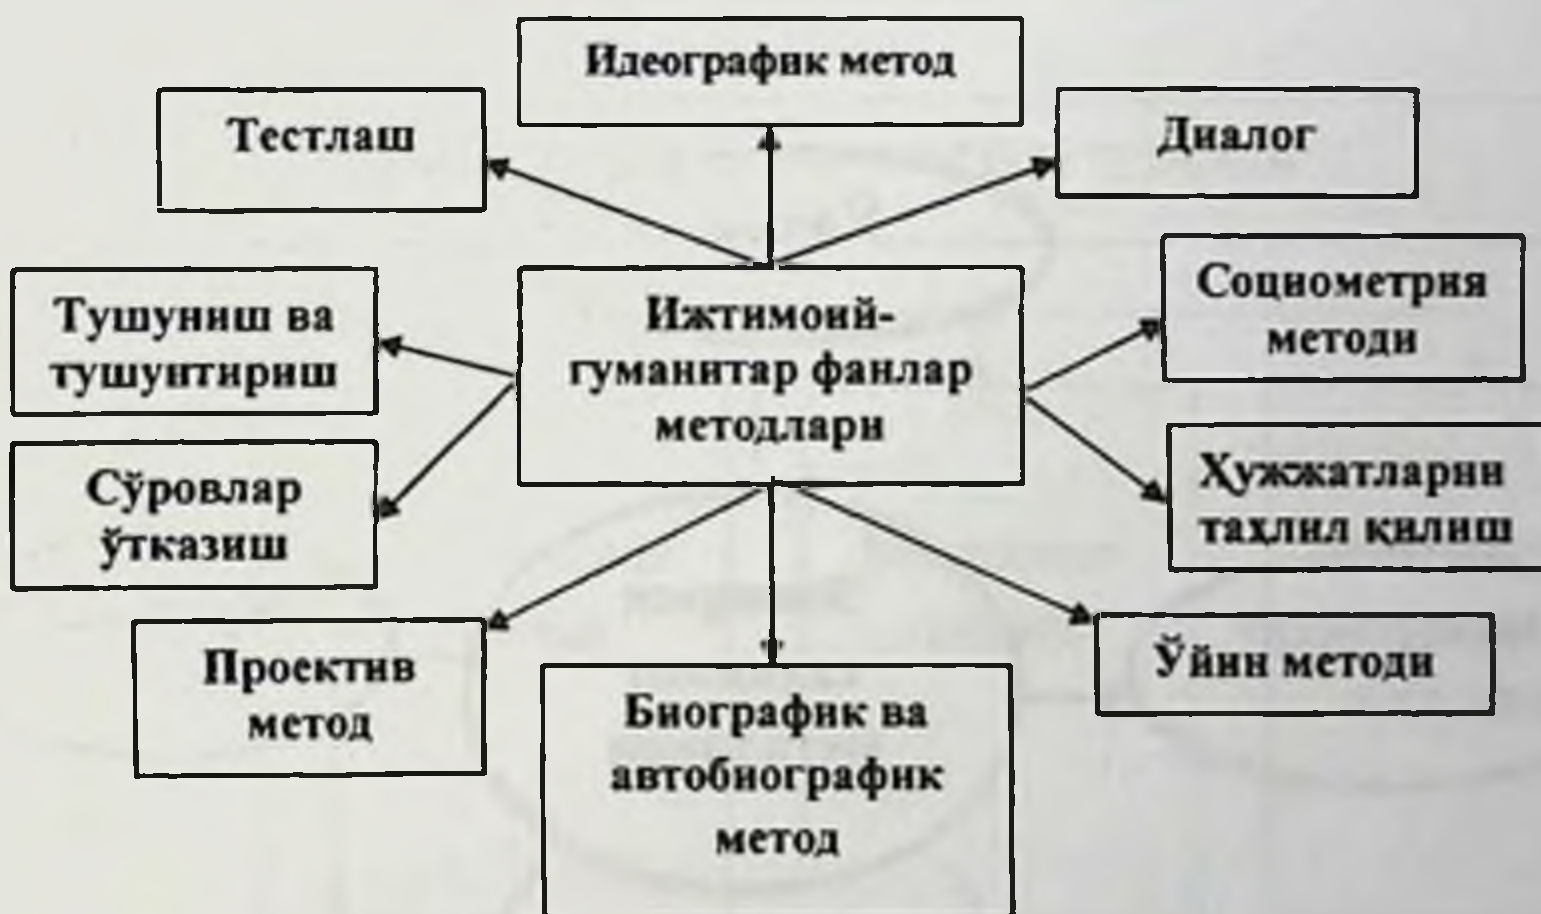 Идеографик метод
Тестлаш
Диалог
Тушуниш ва
тушунтириш
Ижтимоий-
гуманитар фанлар
методлари
Социометрия
методи
Сўровлар
ўтказиш
Ҳужжатларни
таҳлил қилиш
Проектив
метод
Биографик ва
автобиографик
метод
Ўйин методи